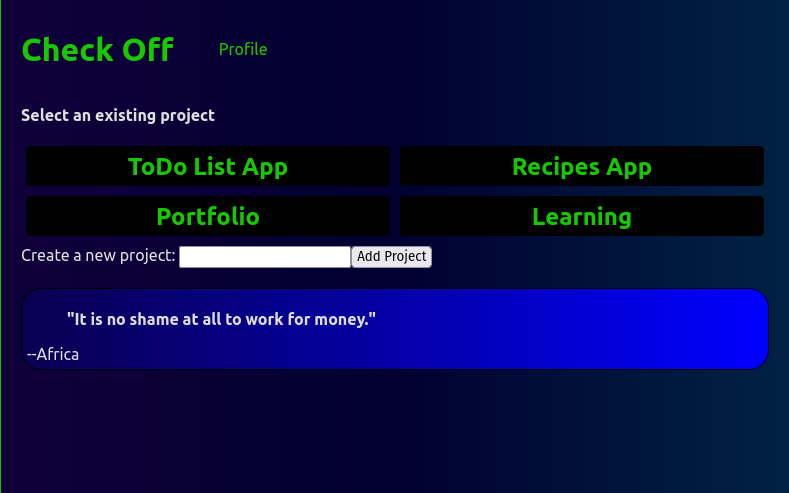 Check Off Profile
Select an existing project
ToDo List App Recipes App
Portfolio Learning
Create a new project: Add Project
"It is no shame at all to work for money."
--Africa